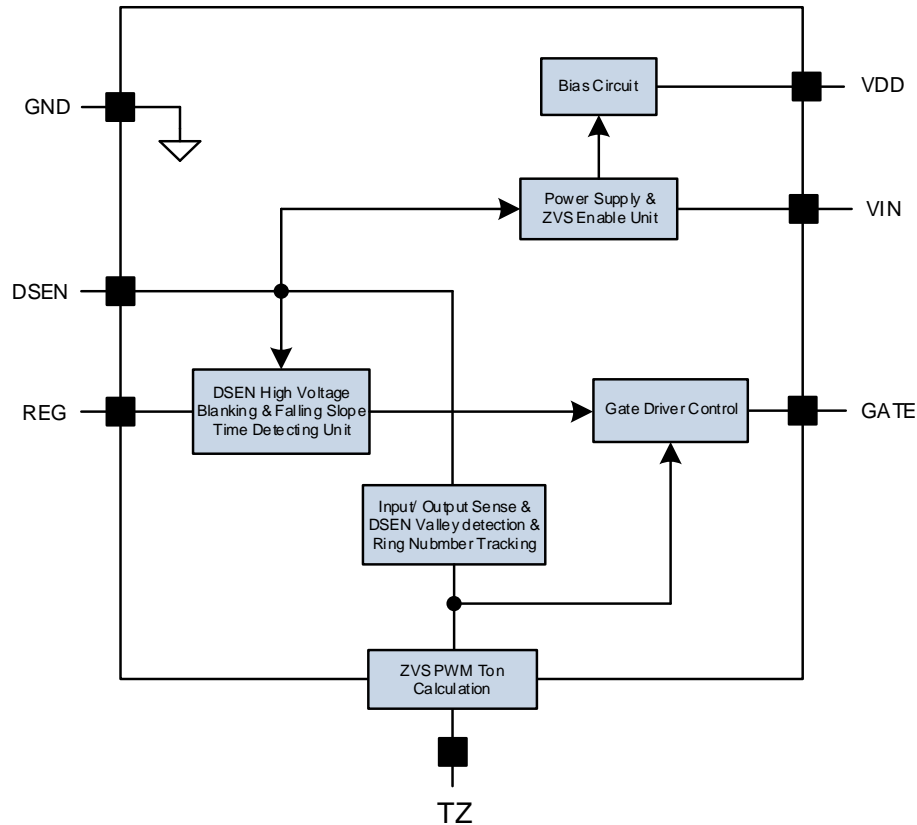 GND
Bias Circuit
VDD
Power Supply &
ZVS Enable Unit
VIN
DSEN
REG
DSEN High Voltage
Blanking & Falling Slope
Time Detecting Unit
Gate Driver Control
GATE
Input/ Output Sense &
DSEN Valley detection &
Ring Nubmber Tracking
ZVS PWM Ton
Calculation
TZ